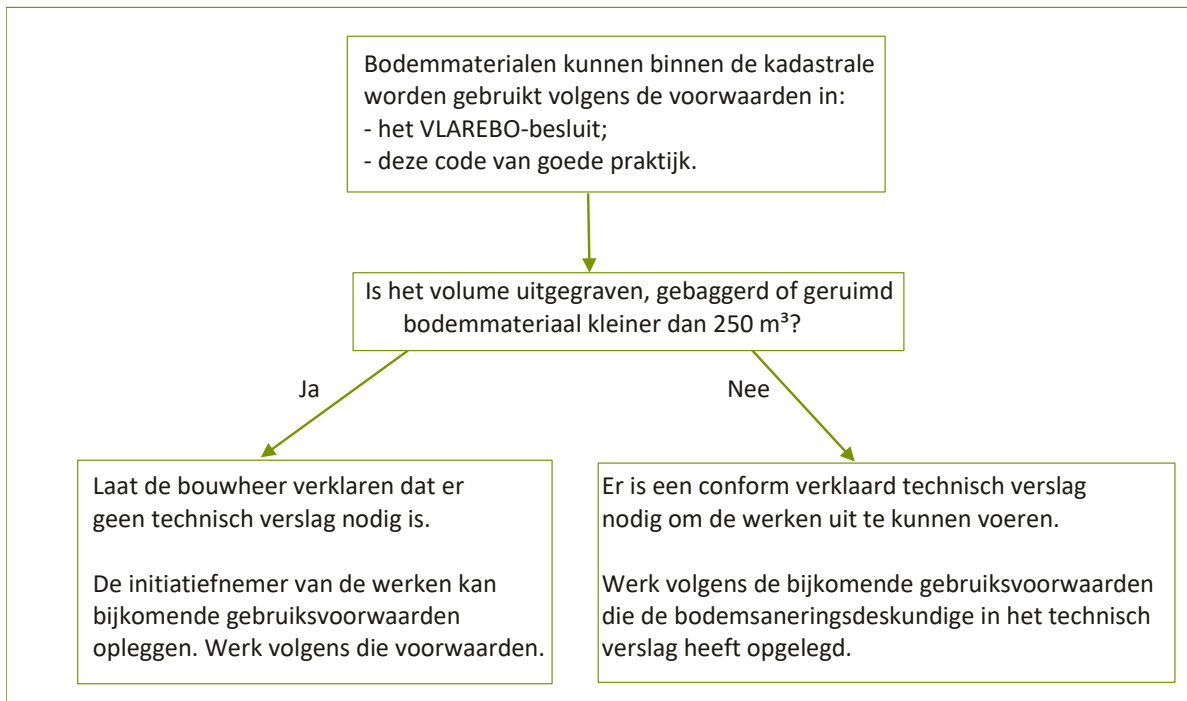 Bodemmaterialen kunnen binnen de kadastrale
worden gebruikt volgens de voorwaarden in:
- het VLAREBO-besluit;
- deze code van goede praktijk.
Is het volume uitgegraven, gebaggerd of geruimd
bodemmateriaal kleiner dan 250 m³?
Ja
Nee
Laat de bouwheer verklaren dat er
geen technisch verslag nodig is.
De initiatiefnemer van de werken kan
bijkomende gebruiksvoorwaarden
opleggen. Werk volgens die voorwaarden.
Er is een conform verklaard technisch verslag
nodig om de werken uit te kunnen voeren.
Werk volgens de bijkomende gebruiksvoorwaarden
die de bodemsaneringsdeskundige in het technisch
verslag heeft opgelegd.